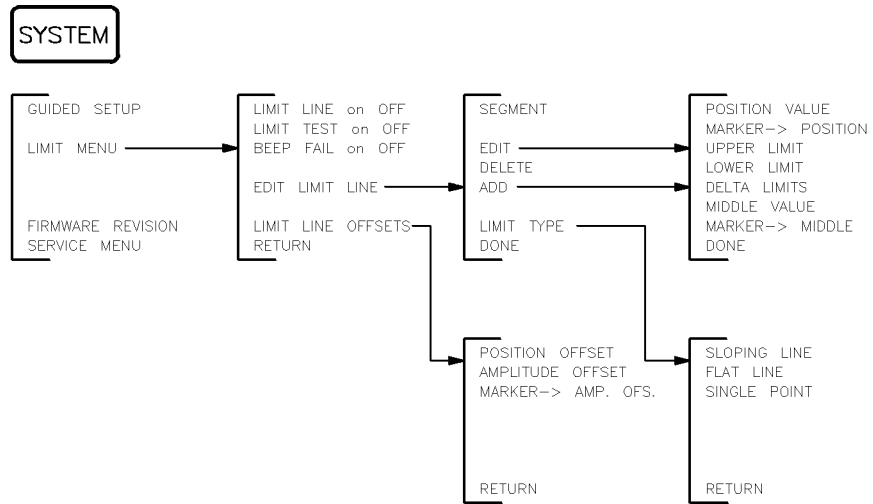 SYSTEM
GUIDED SETUP
LIMIT MENU
FIRMWARE REVISION
SERVICE MENU
LIMIT LINE on OFF
LIMIT TEST on OFF
BEEP FAIL on OFF
EDIT LIMIT LINE
LIMIT LINE OFFSETS
RETURN
SEGMENT
EDIT
DELETE
ADD
LIMIT TYPE
DONE
POSITION VALUE
MARKER-> POSITION
UPPER LIMIT
LOWER LIMIT
DELTA LIMITS
MIDDLE VALUE
MARKER-> MIDDLE
DONE
POSITION OFFSET
AMPLITUDE OFFSET
MARKER-> AMP. OFS.
RETURN
SLOPING LINE
FLAT LINE
SINGLE POINT
RETURN